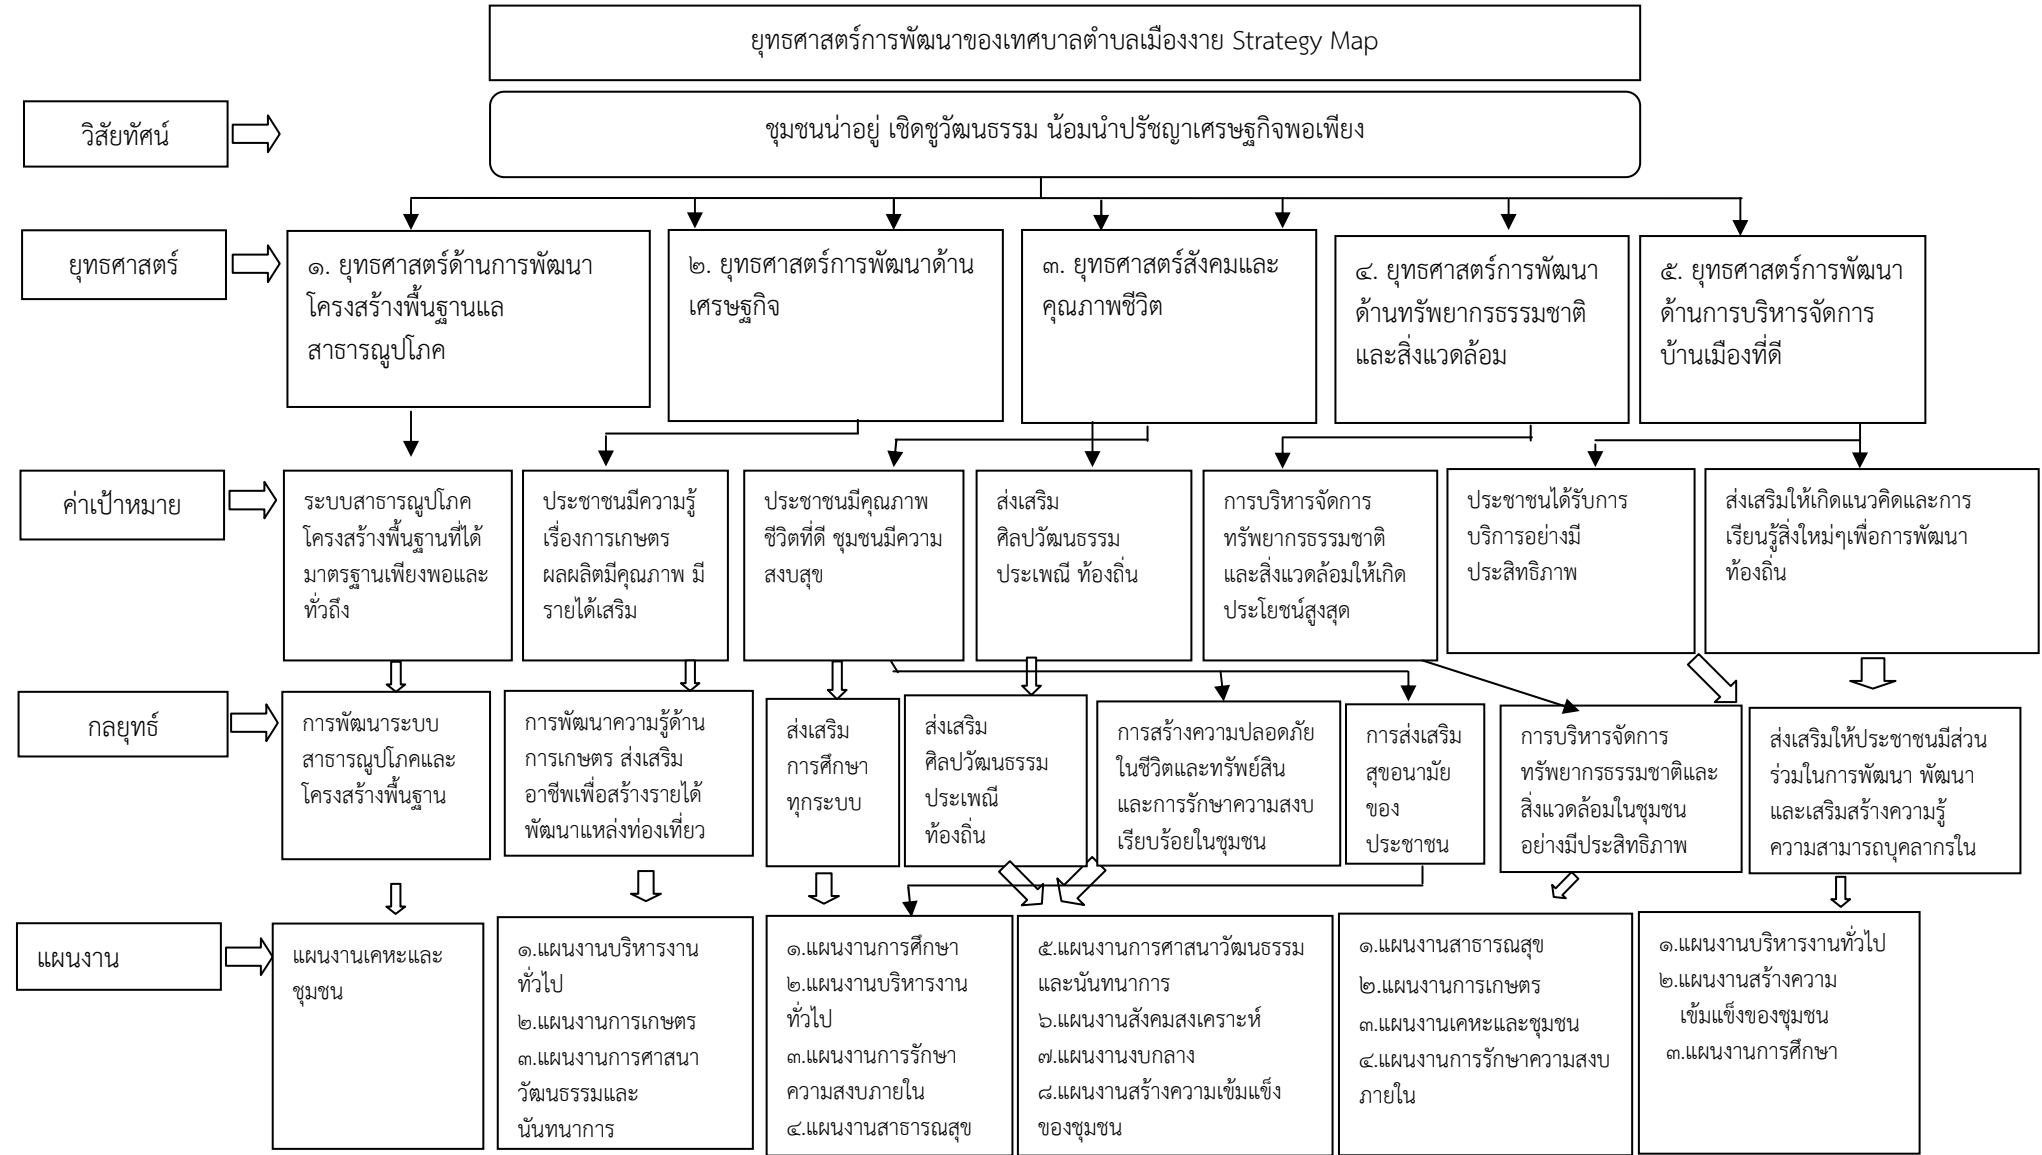 ยุทธศาสตร์การพัฒนาของเทศบาลตำบลเมืองงาย Strategy Map
วิสัยทัศน์
ชุมชนน่าอยู่ เชิดชูวัฒนธรรม น้อมนำปรัชญาเศรษฐกิจพอเพียง
ยุทธศาสตร์
๑. ยุทธศาสตร์ด้านการพัฒนา
โครงสร้างพื้นฐานแล
สาธารณูปโภค
๒. ยุทธศาสตร์การพัฒนาด้าน
เศรษฐกิจ
๓. ยุทธศาสตร์สังคมและ
คุณภาพชีวิต
๔. ยุทธศาสตร์การพัฒนา
ด้านทรัพยากรธรรมชาติ
และสิ่งแวดล้อม
๕. ยุทธศาสตร์การพัฒนา
ด้านการบริหารจัดการ
บ้านเมืองที่ดี
ค่าเป้าหมาย
ระบบสาธารณูปโภค
โครงสร้างพื้นฐานที่ได้
มาตรฐานเพียงพอและ
ทั่วถึง
ประชาชนมีความรู้
เรื่องการเกษตร
ผลผลิตมีคุณภาพ มี
รายได้เสริม
ประชาชนมีคุณภาพ
ชีวิตที่ดี ชุมชนมีความ
สงบสุข
ส่งเสริม
ศิลปวัฒนธรรม
ประเพณี ท้องถิ่น
การบริหารจัดการ
ทรัพยากรธรรมชาติ
และสิ่งแวดล้อมให้เกิด
ประโยชน์สูงสุด
ประชาชนได้รับการ
บริการอย่างมี
ประสิทธิภาพ
ส่งเสริมให้เกิดแนวคิดและการ
เรียนรู้สิ่งใหม่ๆเพื่อการพัฒนา
ท้องถิ่น
กลยุทธ์
การพัฒนาระบบ
สาธารณูปโภคและ
โครงสร้างพื้นฐาน
การพัฒนาความรู้ด้าน
การเกษตร ส่งเสริม
อาชีพเพื่อสร้างรายได้
พัฒนาแหล่งท่องเที่ยว
ส่งเสริม
การศึกษา
ทุกระบบ
ส่งเสริม
ศิลปวัฒนธรรม
ประเพณี
ท้องถิ่น
การสร้างความปลอดภัย
ในชีวิตและทรัพย์สิน
และการรักษาความสงบ
เรียบร้อยในชุมชน
การส่งเสริม
สุขอนามัย
ของ
ประชาชน
การบริหารจัดการ
ทรัพยากรธรรมชาติและ
สิ่งแวดล้อมในชุมชน
อย่างมีประสิทธิภาพ
ส่งเสริมให้ประชาชนมีส่วน
ร่วมในการพัฒนา พัฒนา
และเสริมสร้างความรู้
ความสามารถบุคลากรใน
แผนงาน
แผนงานเคหะและ
ชุมชน
๑.แผนงานบริหารงาน
ทั่วไป
๒.แผนงานการเกษตร
๓.แผนงานการศาสนา
วัฒนธรรมและ
นันทนาการ
๑.แผนงานการศึกษา
๒.แผนงานบริหารงาน
ทั่วไป
๓.แผนงานการรักษา
ความสงบภายใน
๔.แผนงานสาธารณสุข
๕.แผนงานการศาสนาวัฒนธรรม
และนันทนาการ
๖.แผนงานสังคมสงเคราะห์
๗.แผนงานงบกลาง
๘.แผนงานสร้างความเข้มแข็ง
ของชุมชน
๑.แผนงานสาธารณสุข
๒.แผนงานการเกษตร
๓.แผนงานเคหะและชุมชน
๔.แผนงานการรักษาความสงบ
ภายใน
๑.แผนงานบริหารงานทั่วไป
๒.แผนงานสร้างความ
เข้มแข็งของชุมชน
๓.แผนงานการศึกษา